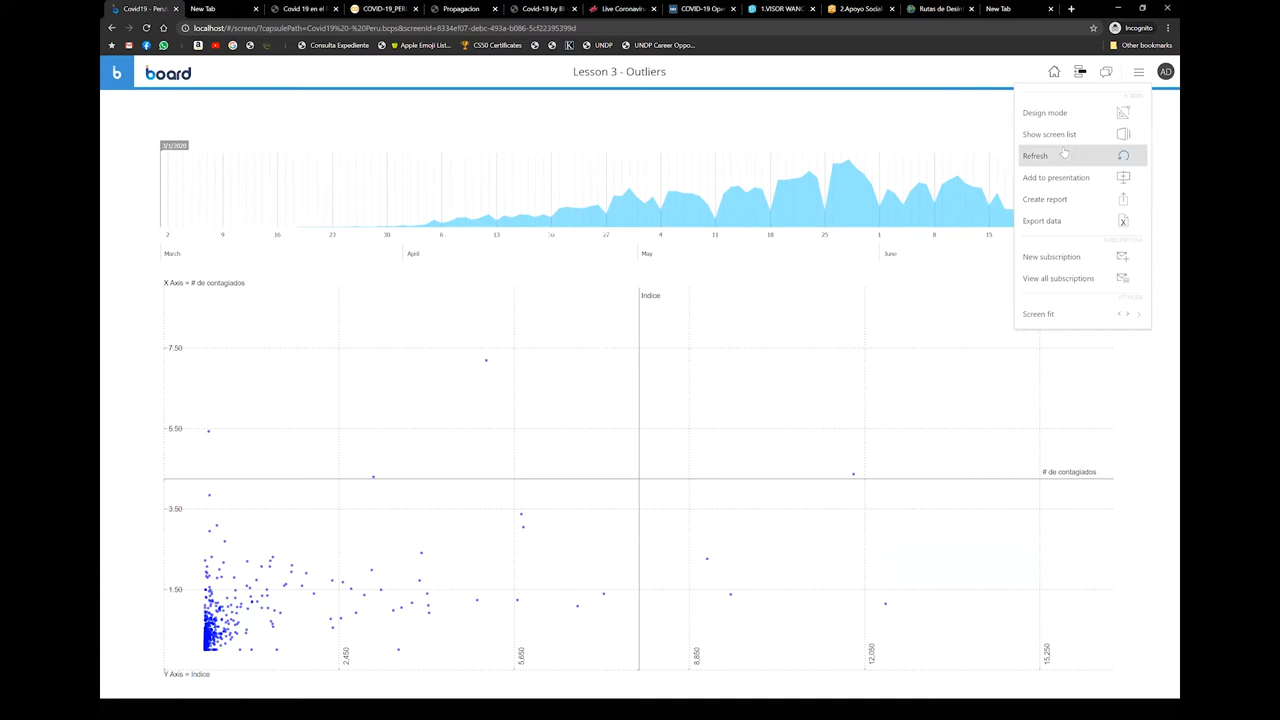 Covid19 - Peru
New Tab
Covid 19 en el
COVID-19_PER
Propagacion
Covid-19 by
Live Coronavir
COVID-19 Ope
1.VISOR WANC
2.Apoyo Social
Rutas de Desin
New Tab
localhost/#/screen/?capsulePath=Covid19%20-%20Peru.bcps&screenId=8334ef07-debc-493a-b086-5cf22395399d
Incognito
Consulta Expediente
Apple Emoji List...
CS50 Certificates
UNDP
UNDP Career Oppo...
Other bookmarks
b
board
Lesson 3 - Outliers
AD
SCREEN
Design mode
Show screen list
Refresh
Add to presentation
Create report
Export data
SUBSCRIPTIONS
New subscription
View all subscriptions
Screen fit
3/1/2020
2 9 16 23 30 6 13 20 27 4 11 18 25 1 8 15
March April May June
X Axis = # de contagiados
Indice
7.50
5.50
# de contagiados
3.50
1.50
2,450 5,650 8,850 12,050 15,250
Y Axis = Indice